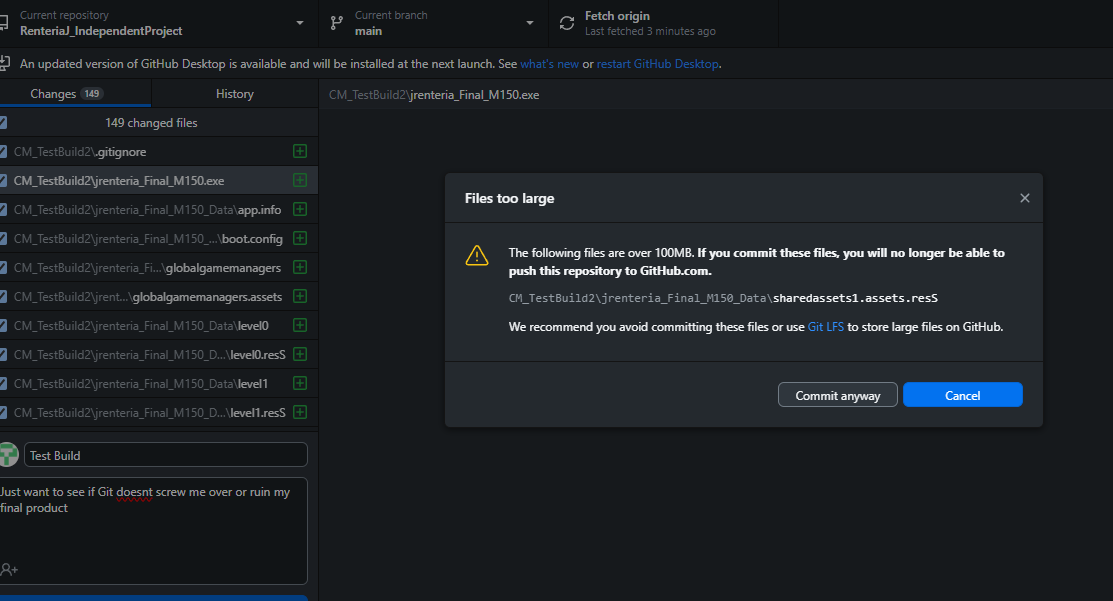 Current repository
RenteriaJ_IndependentProject
Current branch
main
Fetch origin
Last fetched 3 minutes ago
An updated version of GitHub Desktop is available and will be installed at the next launch. See what's new or restart GitHub Desktop.
Changes 149
History
CM_TestBuild2\jrenteria_Final_M150.exe
149 changed files
CM_TestBuild2\.gitignore
CM_TestBuild2\jrenteria_Final_M150.exe
CM_TestBuild2\jrenteria_Final_M150_Data\app.info
CM_TestBuild2\jrenteria_Final_M150_...\boot.config
CM_TestBuild2\jrenteria_Fi...\globalgamemanagers
CM_TestBuild2\jrent...\globalgamemanagers.assets
CM_TestBuild2\jrenteria_Final_M150_Data\level0
CM_TestBuild2\jrenteria_Final_M150_D...\level0.resS
CM_TestBuild2\jrenteria_Final_M150_Data\level1
CM_TestBuild2\jrenteria_Final_M150_D...\level1.resS
Test Build
Just want to see if Git doesnt screw me over or ruin my
final product
Files too large
The following files are over 100MB. If you commit these files, you will no longer be able to
push this repository to GitHub.com.
CM_TestBuild2\jrenteria_Final_M150_Data\sharedassets1.assets.resS
We recommend you avoid committing these files or use Git LFS to store large files on GitHub.
Commit anyway
Cancel